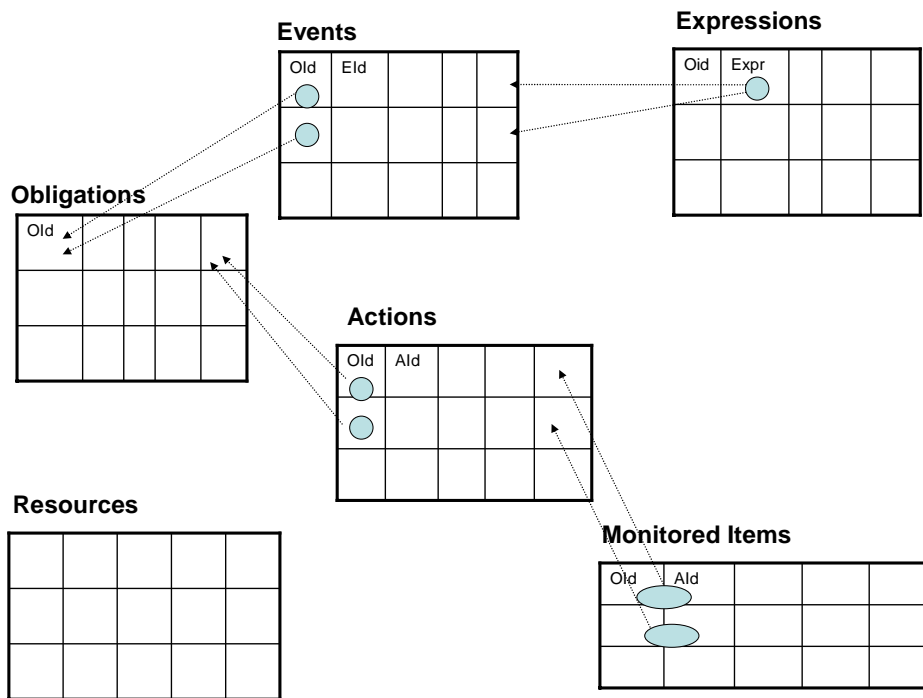 Events
OId EId
Expressions
Oid Expr
Obligations
OId
Actions
OId AId
Resources
Monitored Items
OId AId